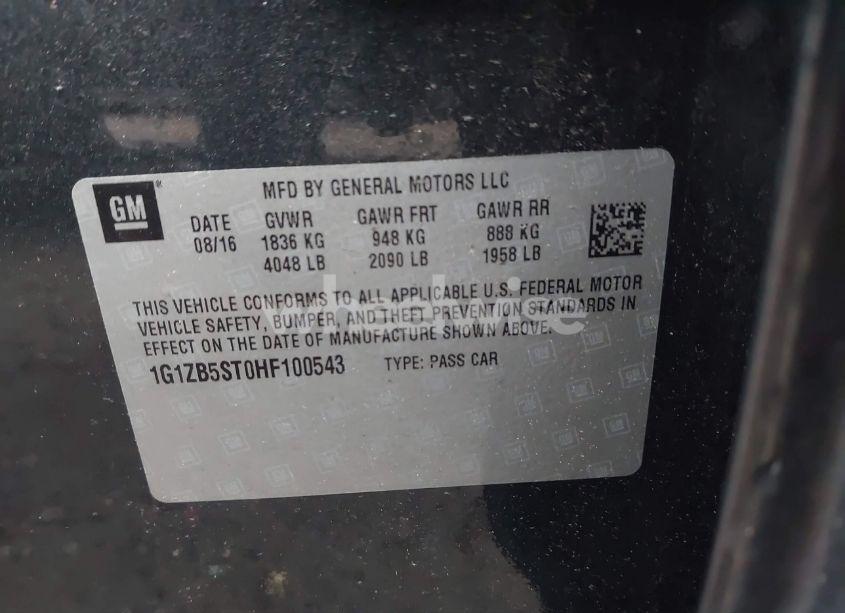 GM
MFD BY GENERAL MOTORS LLC
DATE GVWR GAWR FRT GAWR RR
08/16 1836 KG 948 KG 888 KG
4048 LB 2090 LB 1958 LB
THIS VEHICLE CONFORMS TO ALL APPLICABLE U.S. FEDERAL MOTOR
VEHICLE SAFETY, BUMPER, AND THEFT PREVENTION STANDARDS IN
EFFECT ON THE DATE OF MANUFACTURE SHOWN ABOVE.
1G1ZB5ST0HF100543 TYPE: PASS CAR